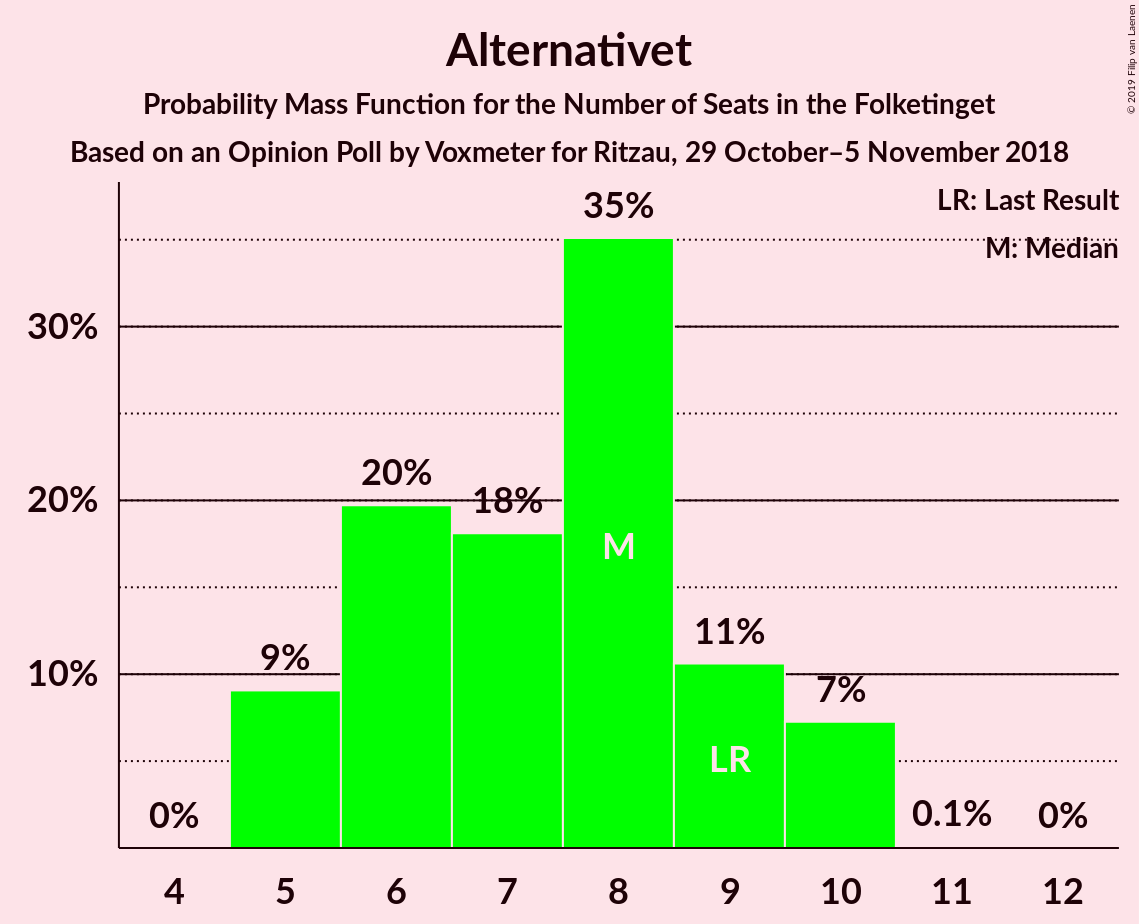 Alternativet
Probability Mass Function for the Number of Seats in the Folketinget
Based on an Opinion Poll by Voxmeter for Ritzau, 29 October–5 November 2018
© 2019 Filip van Laenen
LR: Last Result
M: Median
35%
30%
20%
20%
18%
M
11%
10%
9%
7%
LR
0%
0.1%
0%
4 5 6 7 8 9 10 11 12